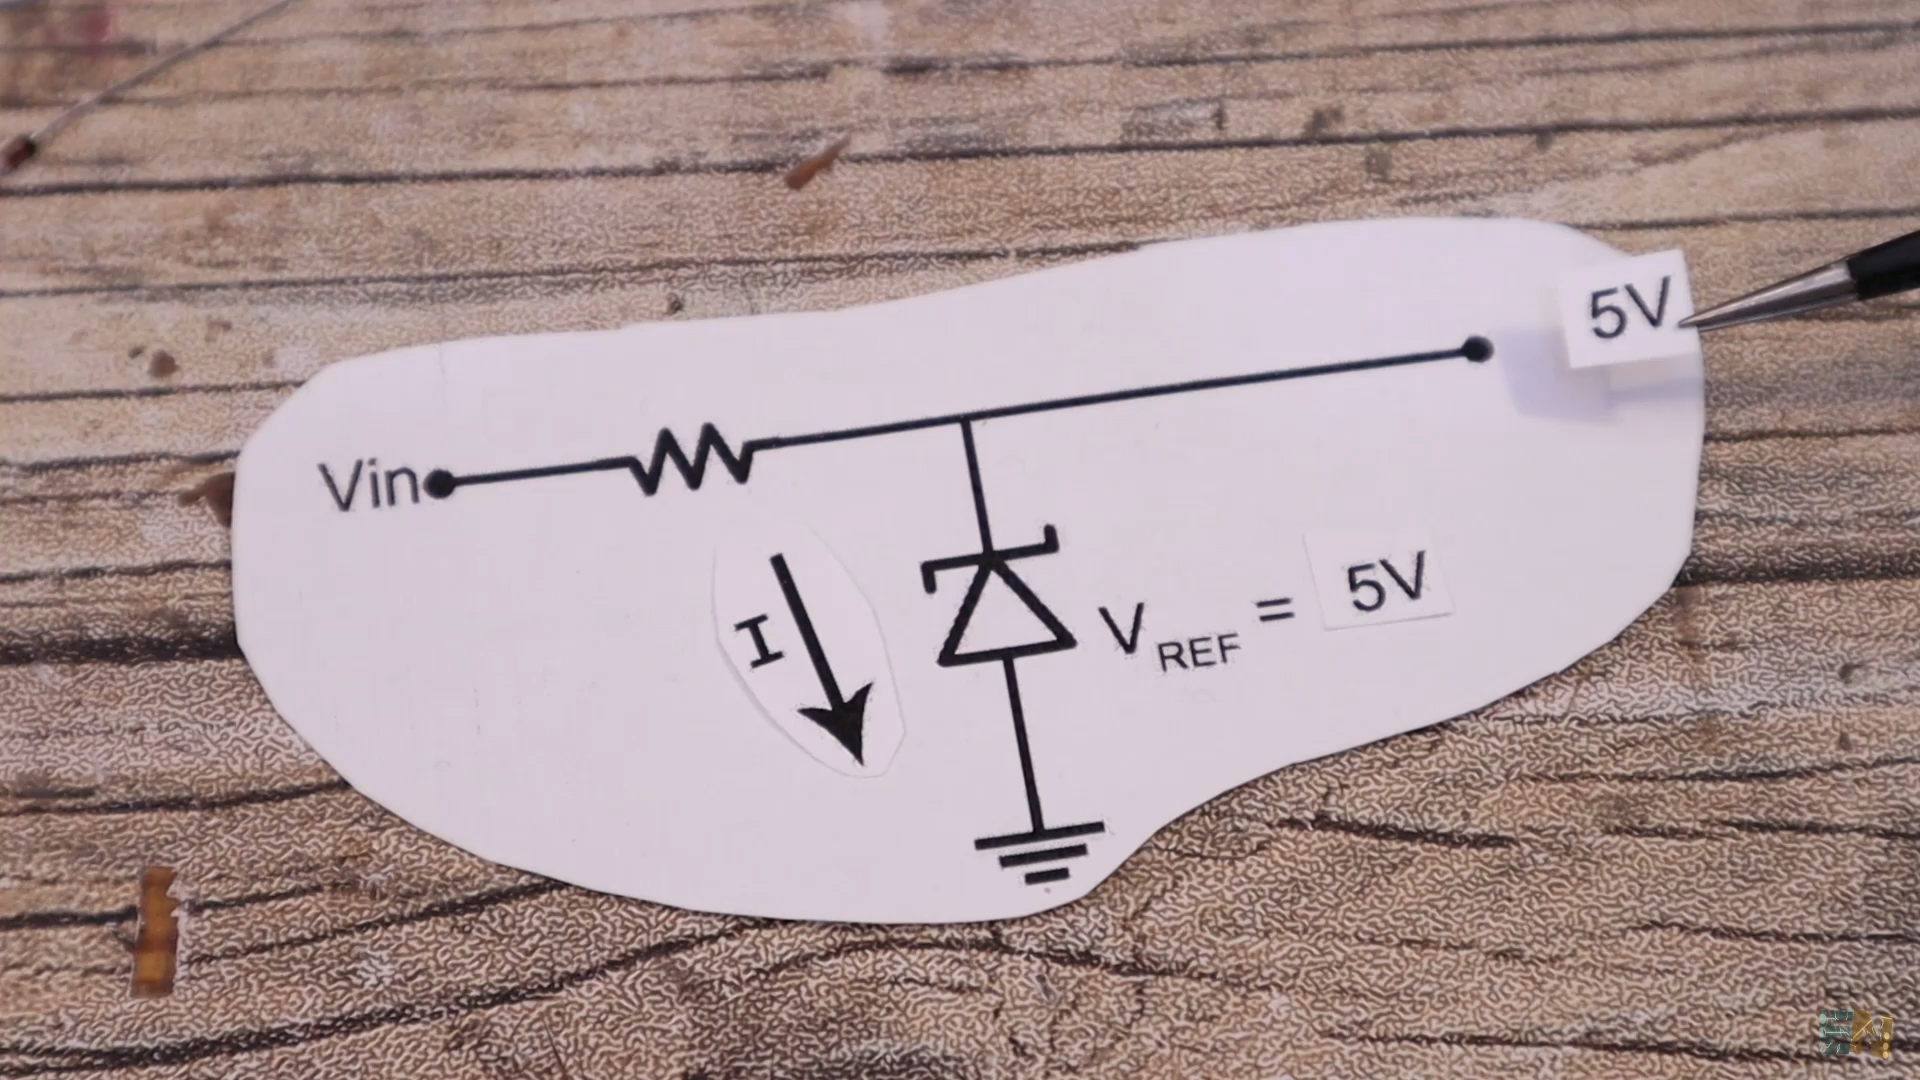 5V
Vin
I
VREF = 5V